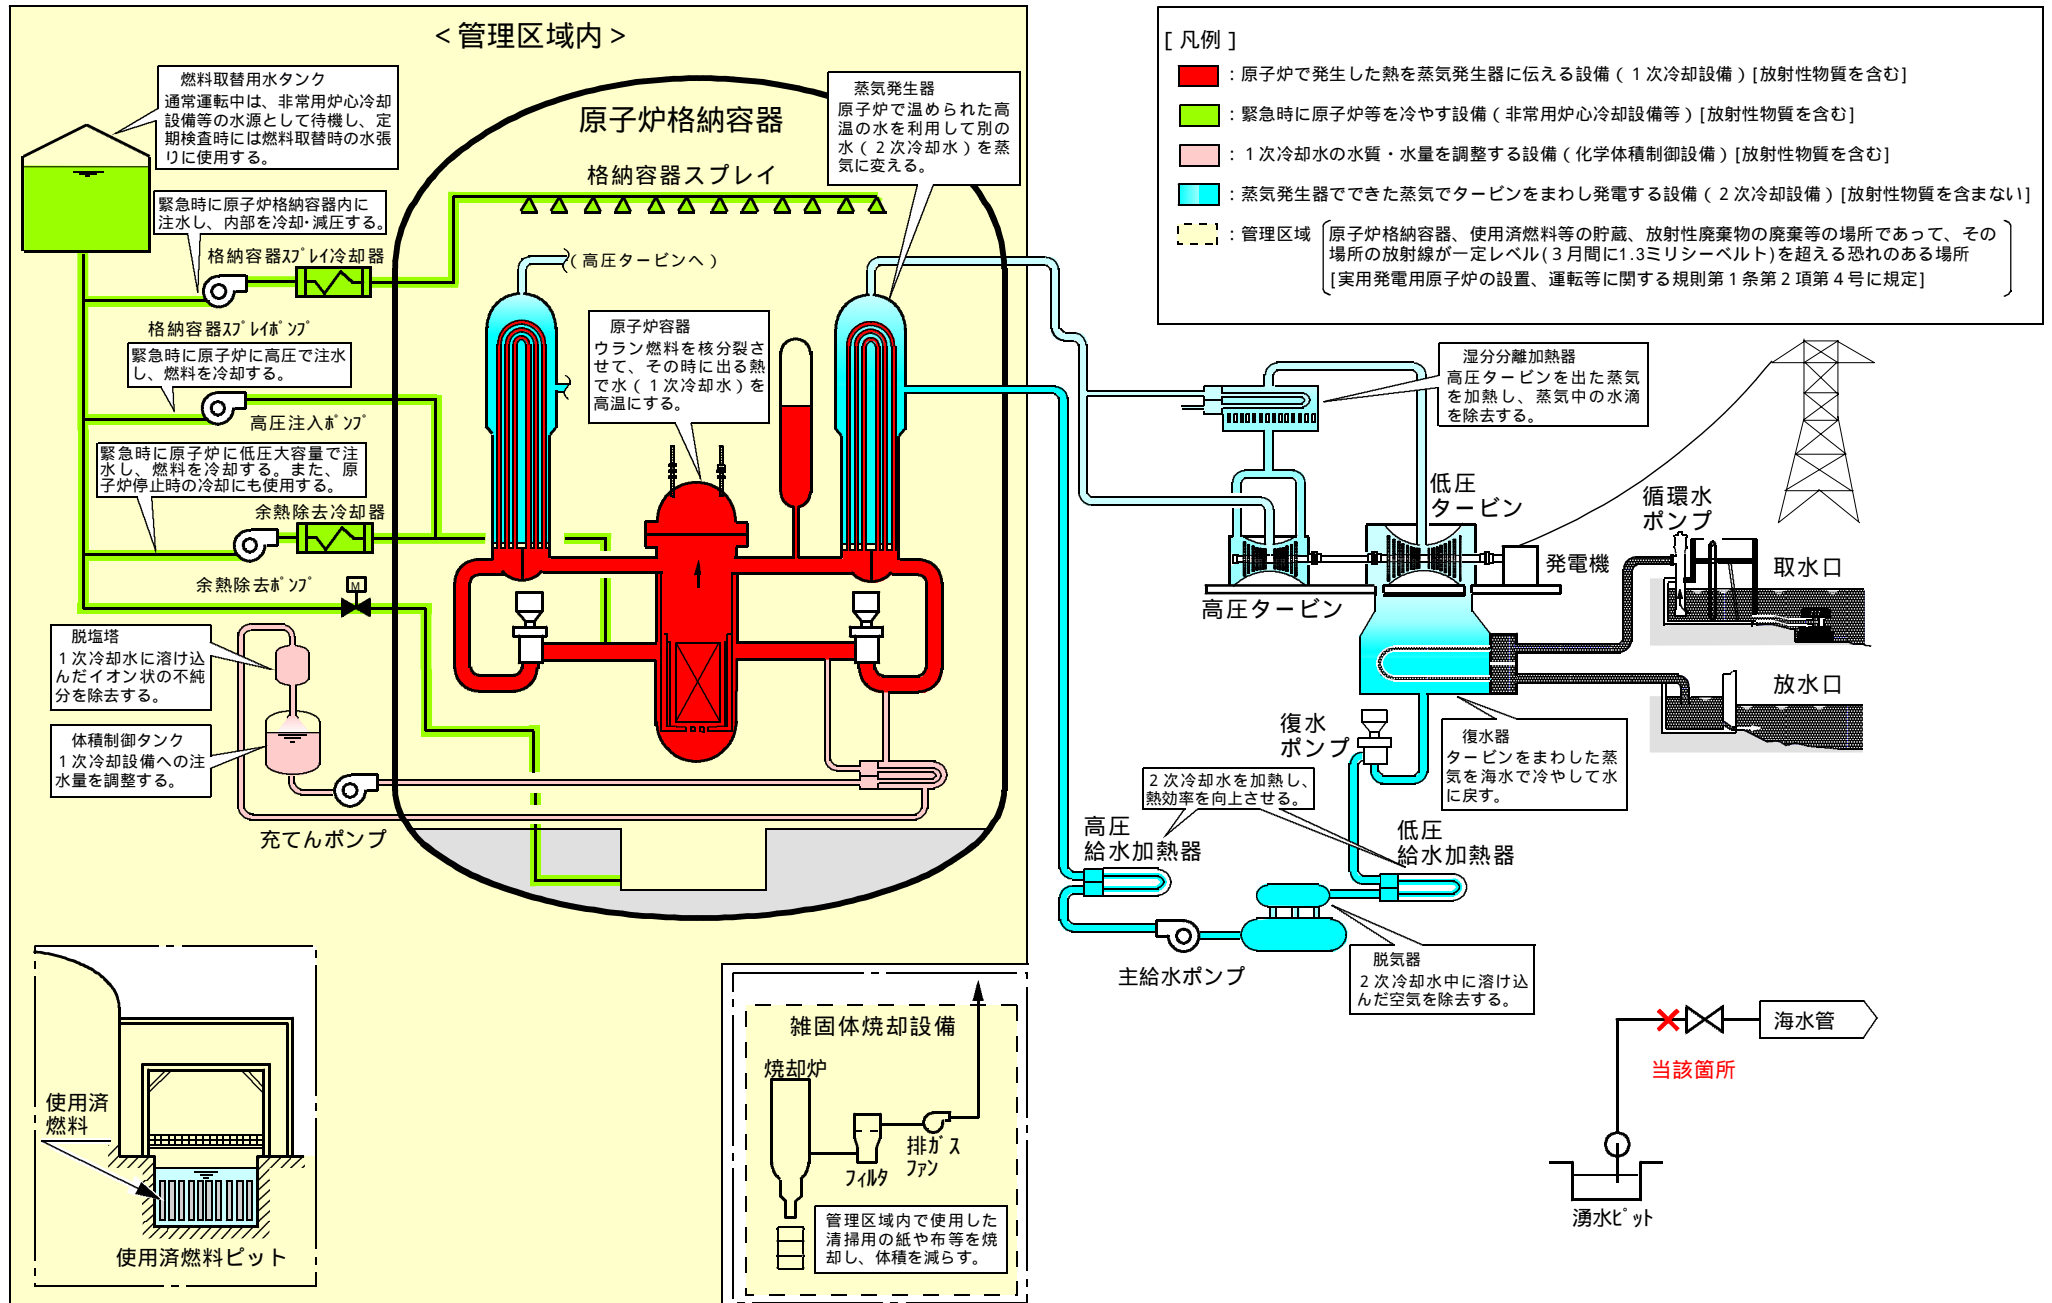 <管理区域内>
燃料取替用水タンク
通常運転中は、非常用炉心冷却
設備等の水源として待機し、定
期検査時には燃料取替時の水張
りに使用する。
緊急時に原子炉格納容器内に
注水し、内部を冷却・減圧する。
格納容器ｽﾌﾟﾚｲ冷却器
格納容器ｽﾌﾟﾚｲﾎﾟﾝﾌﾟ
緊急時に原子炉に高圧で注水
し、燃料を冷却する。
高圧注入ﾎﾟﾝﾌﾟ
緊急時に原子炉に低圧大容量で注
水し、燃料を冷却する。また、原
子炉停止時の冷却にも使用する。
余熱除去冷却器
余熱除去ﾎﾟﾝﾌﾟ
M
脱塩塔
１次冷却水に溶け込
んだイオン状の不純
分を除去する。
体積制御タンク
１次冷却設備への注
水量を調整する。
充てんポンプ
原子炉格納容器
格納容器スプレイ
(高圧タービンへ)
蒸気発生器
原子炉で温められた高
温の水を利用して別の
水(２次冷却水)を蒸
気に変える。
原子炉容器
ウラン燃料を核分裂さ
せて、その時に出る熱
で水(１次冷却水)を
高温にする。
[凡例]
:原子炉で発生した熱を蒸気発生器に伝える設備(１次冷却設備)[放射性物質を含む]
:緊急時に原子炉等を冷やす設備(非常用炉心冷却設備等)[放射性物質を含む]
:１次冷却水の水質・水量を調整する設備(化学体積制御設備)[放射性物質を含む]
:蒸気発生器でできた蒸気でタービンをまわし発電する設備(２次冷却設備)[放射性物質を含まない]
:管理区域
原子炉格納容器、使用済燃料等の貯蔵、放射性廃棄物の廃棄等の場所であって、その
場所の放射線が一定レベル(３月間に1.3ミリシーベルト)を超える恐れのある場所
[実用発電用原子炉の設置、運転等に関する規則第１条第２項第４号に規定]
湿分分離加熱器
高圧タービンを出た蒸気
を加熱し、蒸気中の水滴
を除去する。
低圧
タービン
高圧タービン
発電機
循環水
ポンプ
取水口
放水口
復水
ポンプ
復水器
タービンをまわした蒸
気を海水で冷やして水
に戻す。
２次冷却水を加熱し、
熱効率を向上させる。
高圧
給水加熱器
低圧
給水加熱器
主給水ポンプ
脱気器
２次冷却水中に溶け込
んだ空気を除去する。
海水管
当該箇所
湧水ﾋﾟｯﾄ
使用済
燃料
使用済燃料ピット
雑固体焼却設備
焼却炉
ﾌｨﾙﾀ
排ｶﾞｽ
ﾌｧﾝ
管理区域内で使用した
清掃用の紙や布等を焼
却し、体積を減らす。